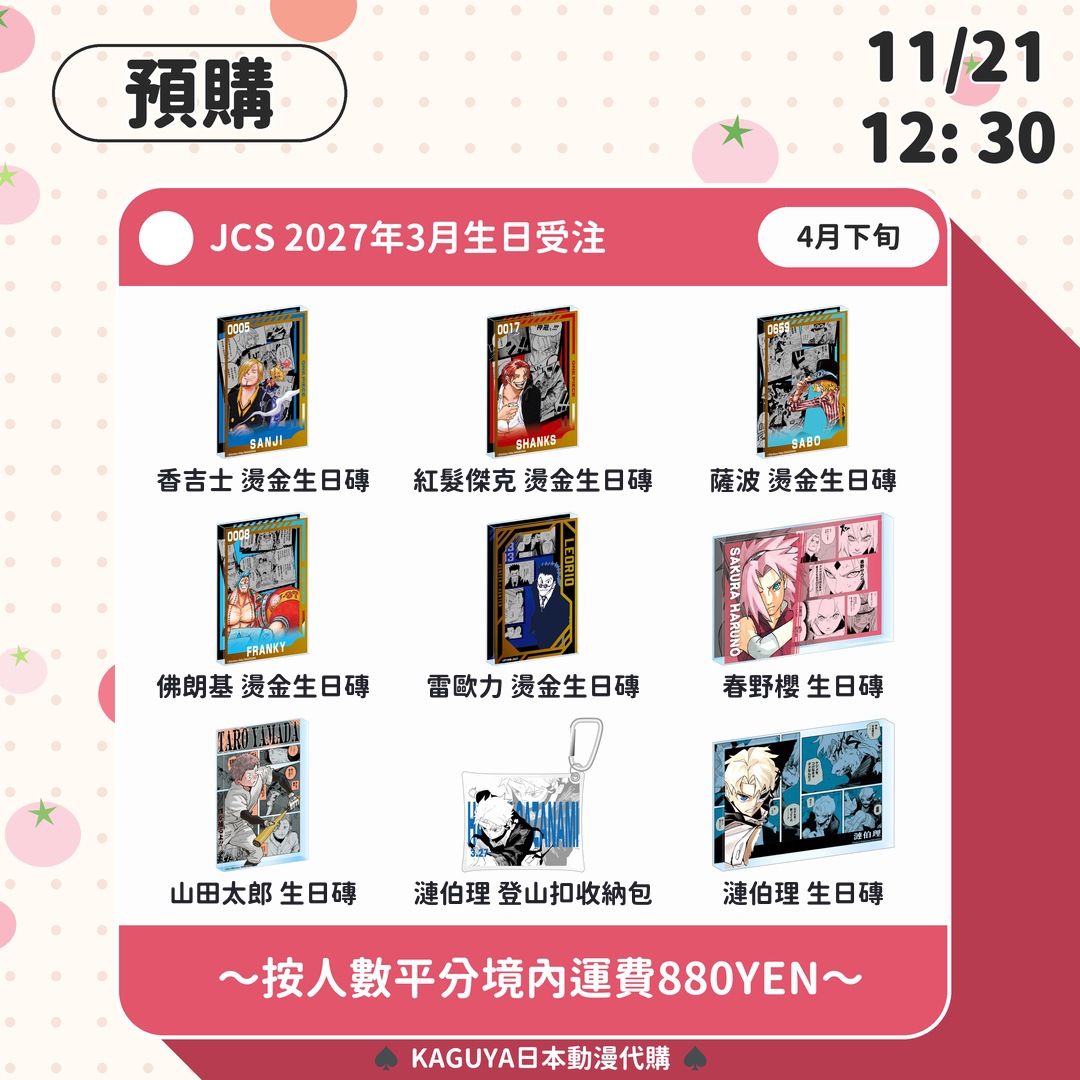 預購
11/21
12: 30
JCS 2027年3月生日受注
4月下旬
0005
SANJI
0017
SHANKS
0659
SABO
香吉士 燙金生日磚
紅髮傑克 燙金生日磚
薩波 燙金生日磚
0008
FRANKY
LEORIO
SAKURA HARUNO
佛朗基 燙金生日磚
雷歐力 燙金生日磚
春野櫻 生日磚
TARO YAMADA
3.27
漣伯理
山田太郎 生日磚
漣伯理 登山扣收納包
漣伯理 生日磚
～按人數平分境內運費880YEN～
KAGUYA日本動漫代購